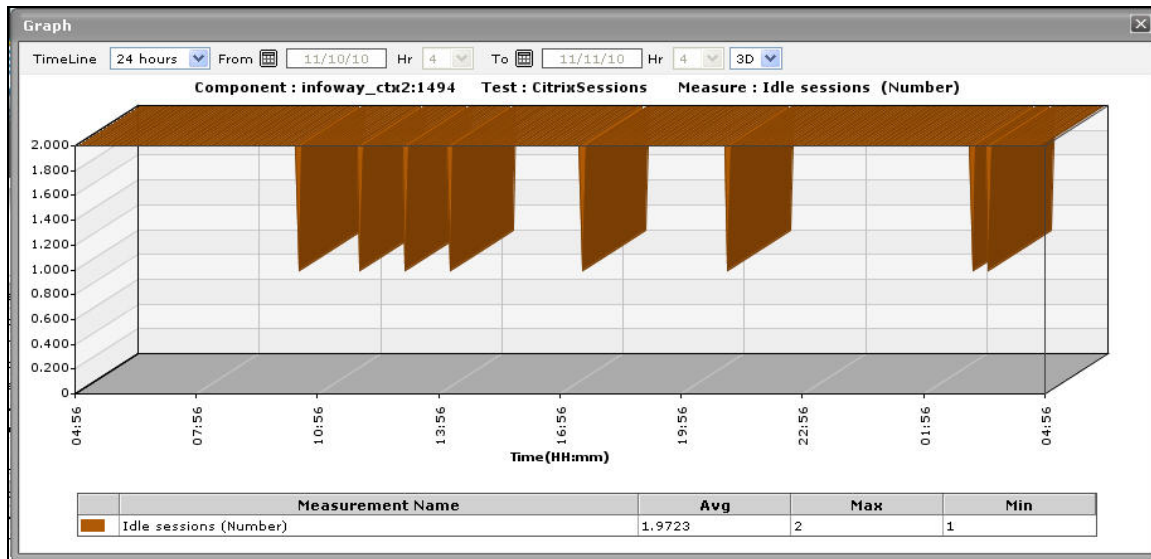 Graph
TimeLine 24 hours From 11/10/10 Hr 4 To 11/11/10 Hr 4 3D
Component : infoway_ctx2:1494 Test : CitrixSessions Measure : Idle sessions (Number)
2.000
1.800
1.600
1.400
1.200
1.000
0.800
0.600
0.400
0.200
0
04:56 07:56 10:56 13:56 16:56 19:56 22:56 01:56 04:56
Time(HH:mm)
Measurement Name Avg Max Min
Idle sessions (Number) 1.9723 2 1